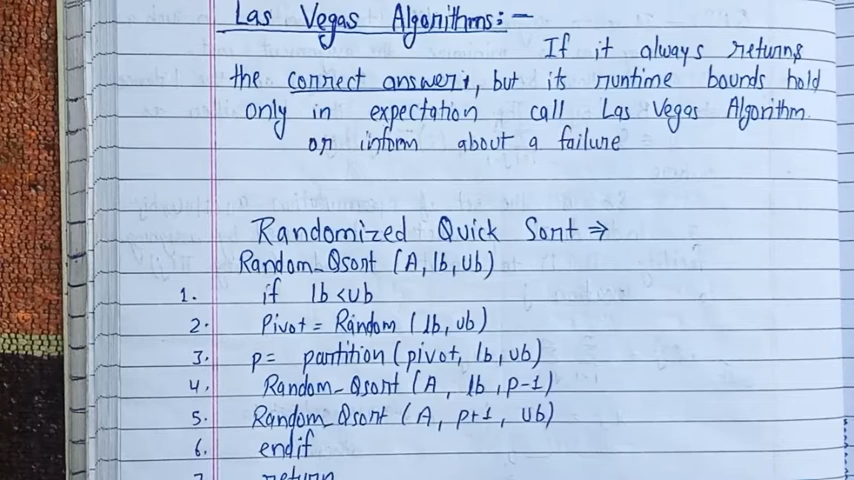 Las Vegas Algorithms:-
If it always returns
the correct answer, but its runtime bounds hold
only in expectation call Las Vegas Algorithm.
or inform about a failure
Randomized Quick Sort ⇒
Random_Qsort (A, lb, ub)
1. if lb < ub
2. Pivot = Random (lb, ub)
3. p = partition (pivot, lb, ub)
4. Random_Qsort (A, lb, p-1)
5. Random_Qsort (A, p+1, ub)
6. endif
7. return